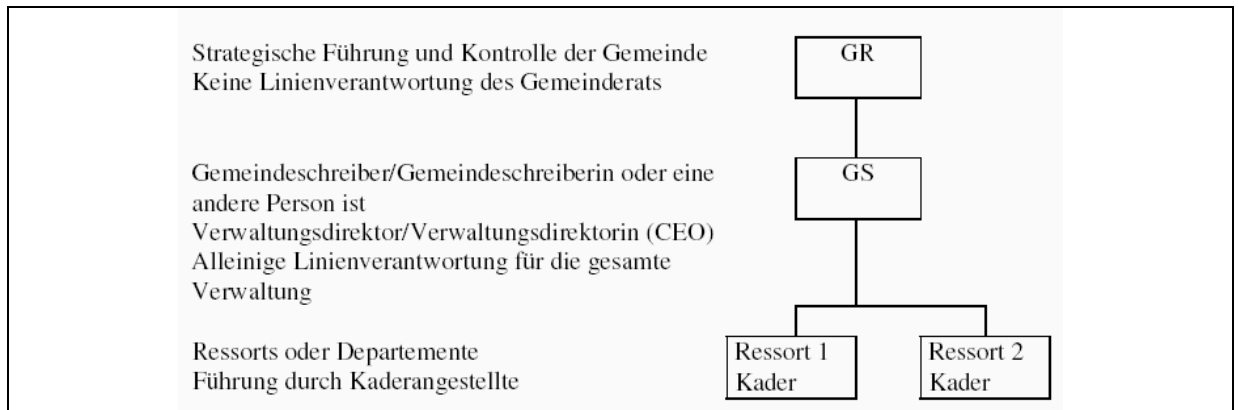 Strategische Führung und Kontrolle der Gemeinde
Keine Linienverantwortung des Gemeinderats
GR
Gemeindeschreiber/Gemeindeschreiberin oder eine
andere Person ist
Verwaltungsdirektor/Verwaltungsdirektorin (CEO)
Alleinige Linienverantwortung für die gesamte
Verwaltung
GS
Ressorts oder Departemente
Führung durch Kaderangestellte
Ressort 1
Kader
Ressort 2
Kader